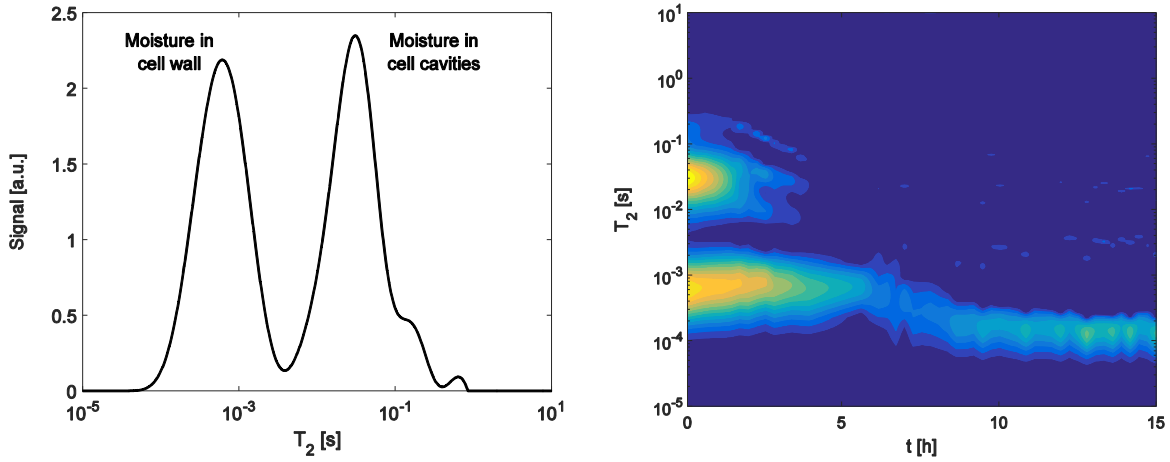 2.5
2
1.5
1
0.5
0
Signal [a.u.]
Moisture in
cell wall
Moisture in
cell cavities
10^-5
10^-3
10^-1
10^1
T_2 [s]
10^1
10^0
10^-1
10^-2
10^-3
10^-4
10^-5
T_2 [s]
0
5
10
15
t [h]